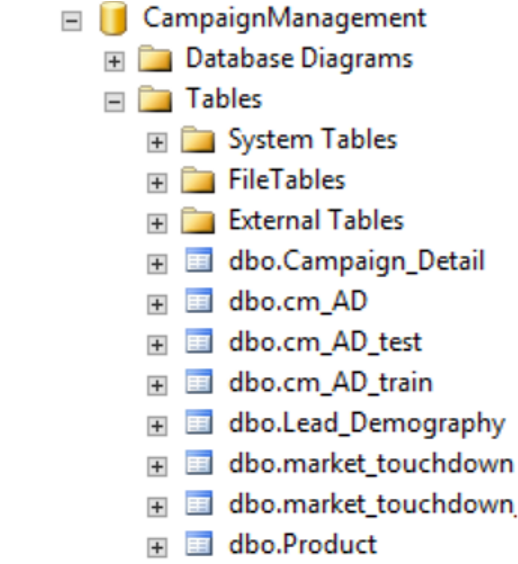 CampaignManagement
Database Diagrams
Tables
System Tables
FileTables
External Tables
dbo.Campaign_Detail
dbo.cm_AD
dbo.cm_AD_test
dbo.cm_AD_train
dbo.Lead_Demography
dbo.market_touchdown
dbo.market_touchdown_
dbo.Product